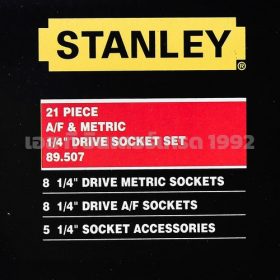 STANLEY
®
21 PIECE
A/F & METRIC
1/4" DRIVE SOCKET SET
89.507
8 1/4" DRIVE METRIC SOCKETS
8 1/4" DRIVE A/F SOCKETS
5 1/4" SOCKET ACCESSORIES
1992